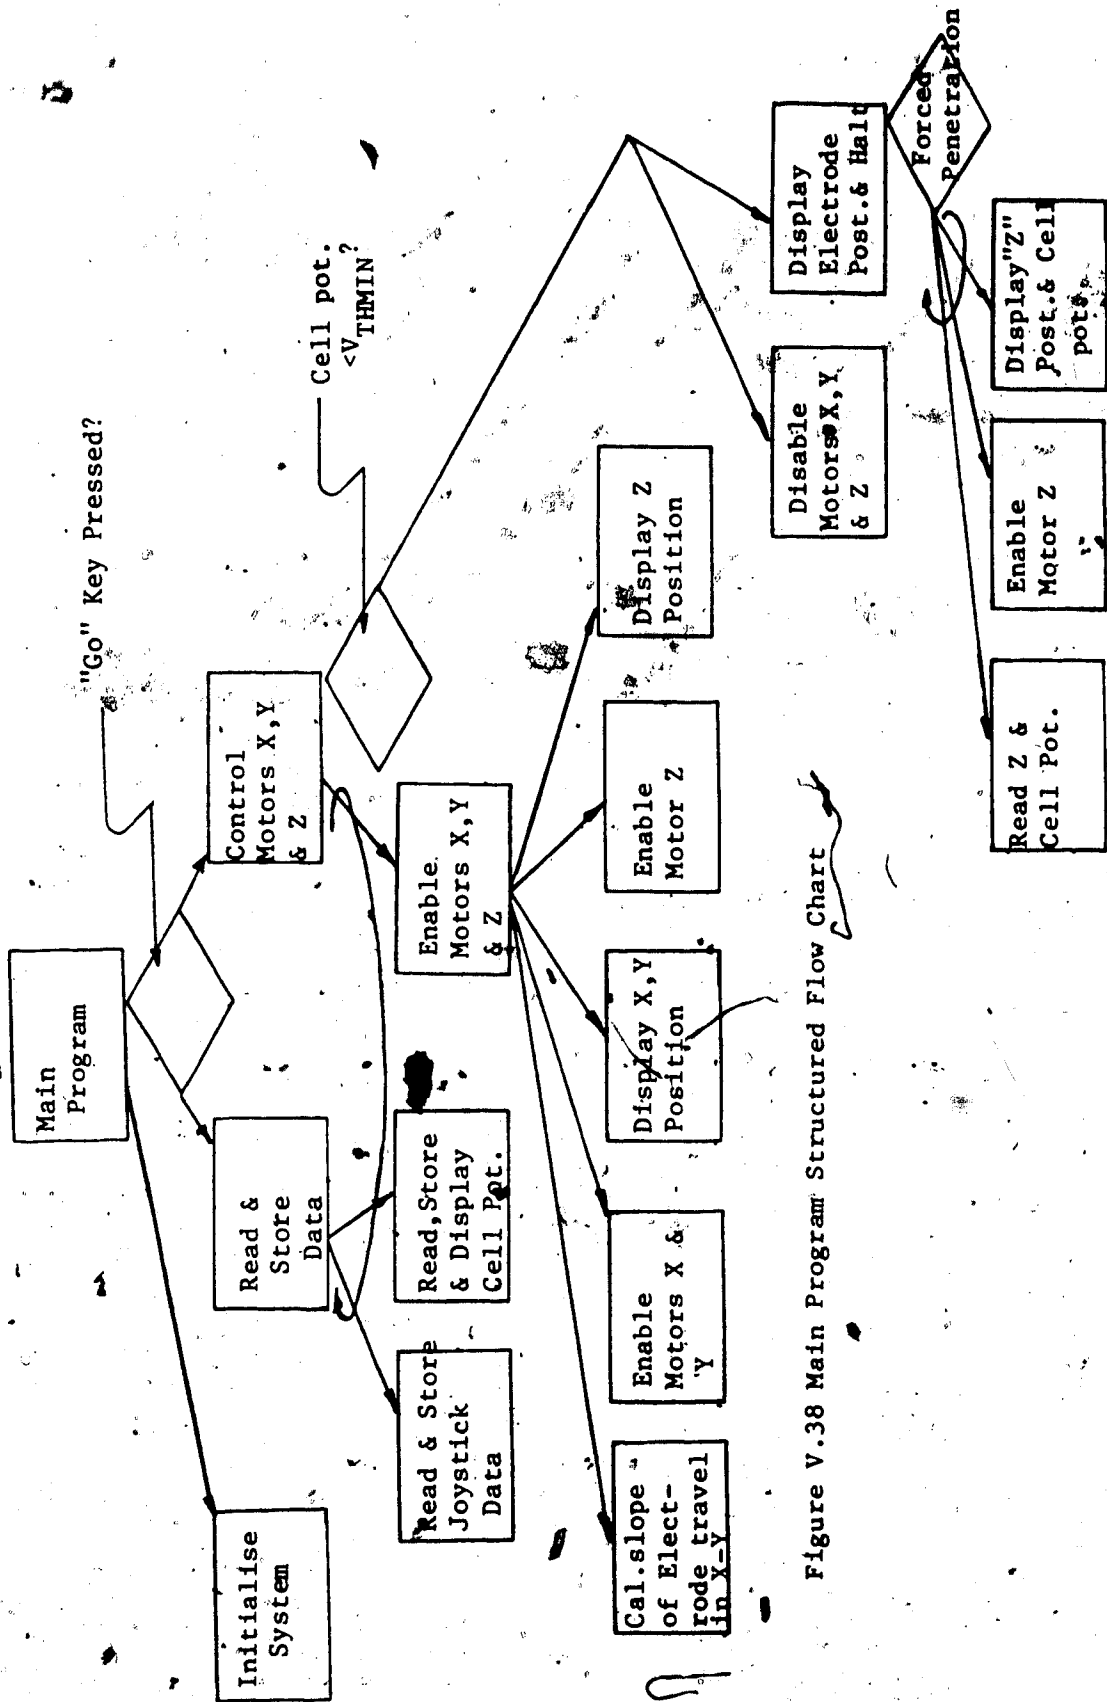 Main
Program
"Go" Key Pressed?
Initialise
System
Read &
Store
Data
Control
Motors X,Y
& Z
Cell pot.
<VTHMIN?
Read & Store
Joystick
Data
Read,Store
& Display
Cell Pot.
Enable
Motors X,Y
& Z
Cal.slope
of Elect-
rode travel
in X-Y
Enable
Motors X &
Y
Display X,Y
Position
Enable
Motor Z
Display Z
Position
Disable
Motors X,Y
& Z
Display
Electrode
Post.& Halt
Forced
Penetration
Read Z &
Cell Pot.
Enable
Motor Z
Display"Z"
Post.& Cell
pots
Figure V.38 Main Program Structured Flow Chart